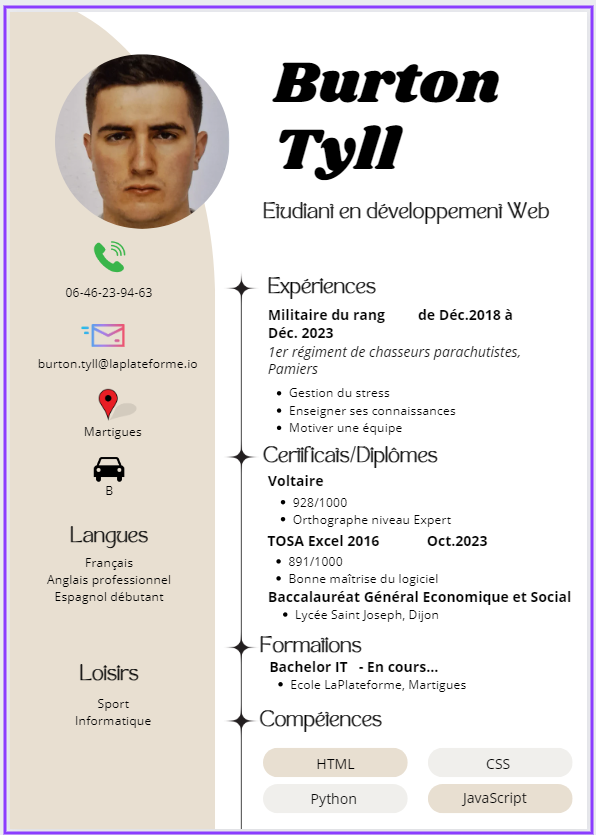 Burton
Tyll
Etudiant en développement Web
06-46-23-94-63
burton.tyll@laplateforme.io
Martigues
B
Langues
Français
Anglais professionnel
Espagnol débutant
Loisirs
Sport
Informatique
Expériences
Militaire du rang de Déc.2018 à
Déc. 2023
1er régiment de chasseurs parachutistes,
Pamiers
• Gestion du stress
• Enseigner ses connaissances
• Motiver une équipe
Certificats/Diplômes
Voltaire
• 928/1000
• Orthographe niveau Expert
TOSA Excel 2016 Oct.2023
• 891/1000
• Bonne maîtrise du logiciel
Baccalauréat Général Economique et Social
• Lycée Saint Joseph, Dijon
Formations
Bachelor IT - En cours...
• Ecole LaPlateforme, Martigues
Compétences
HTML CSS
Python JavaScript